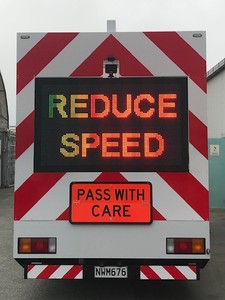 REDUCE
SPEED
PASS WITH
CARE
NWM676